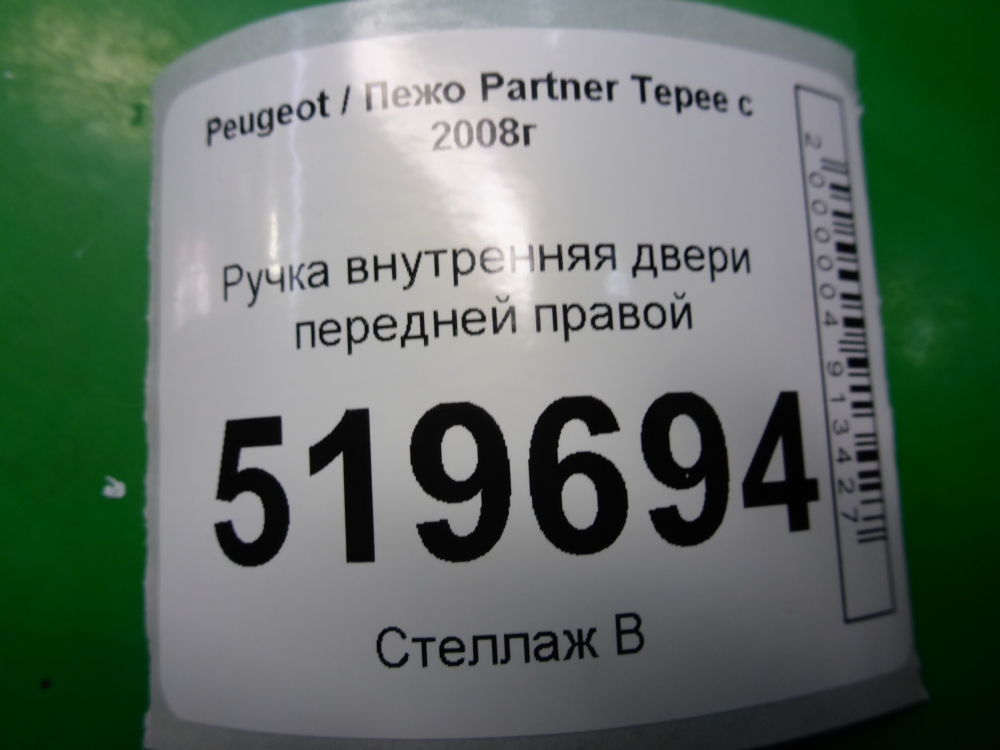 Peugeot / Пежо Partner Tepee с
2008г
Ручка внутренняя двери
передней правой
519694
Стеллаж В
2000004913427